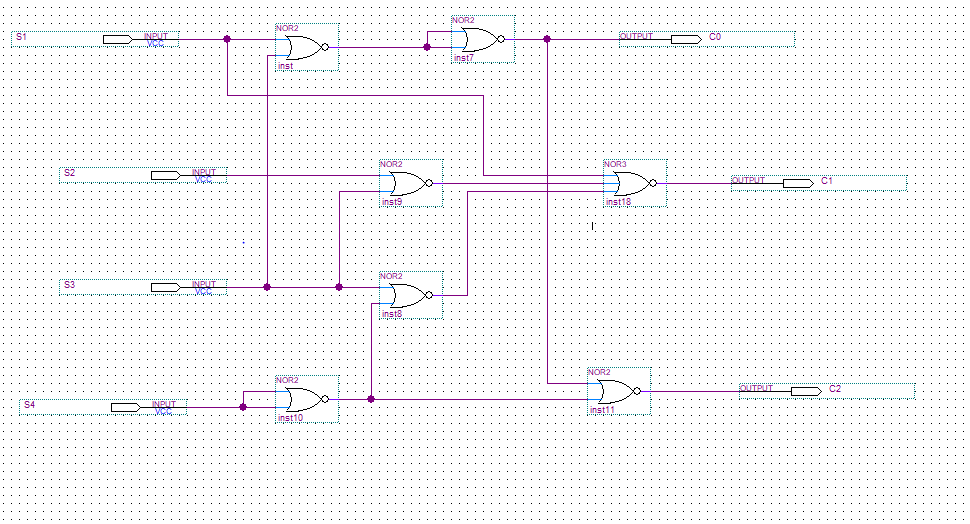 NOR2
S1 INPUT VCC NOR2 inst inst7 OUTPUT C0
S2 INPUT VCC NOR2 inst9 NOR3 inst18 OUTPUT C1
S3 INPUT VCC NOR2 inst8
S4 INPUT VCC NOR2 inst10 NOR2 inst11 OUTPUT C2